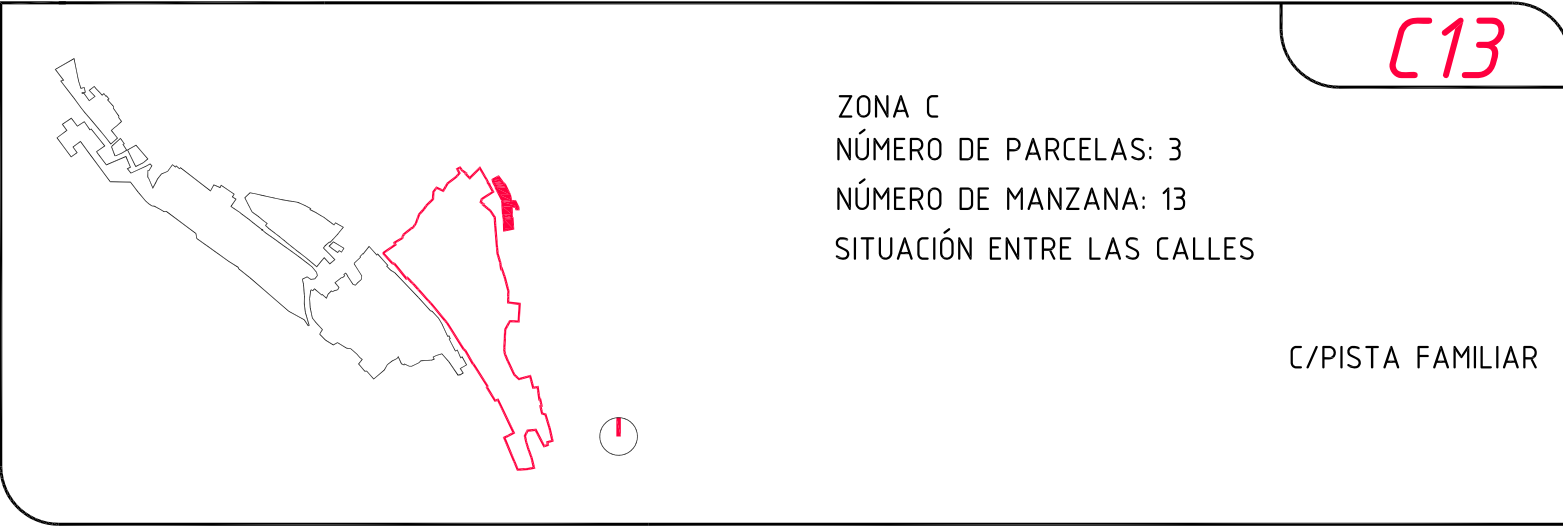 C13
ZONA C
NÚMERO DE PARCELAS: 3
NÚMERO DE MANZANA: 13
SITUACIÓN ENTRE LAS CALLES
C/PISTA FAMILIAR